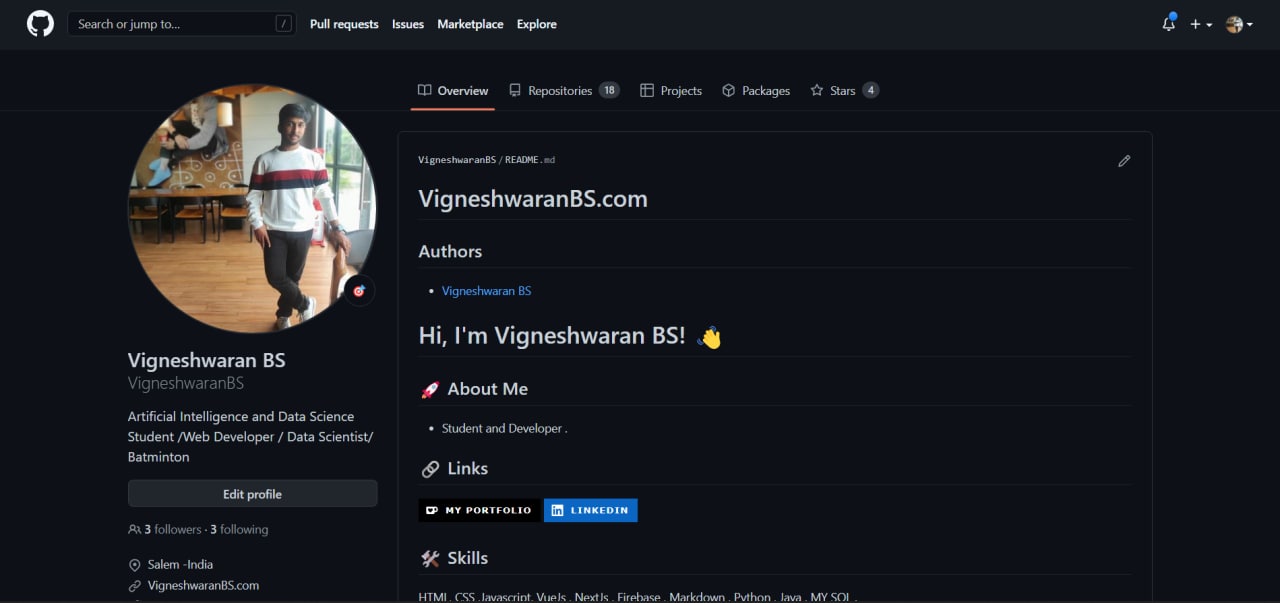 Search or jump to...
/
Pull requests
Issues
Marketplace
Explore
Overview
Repositories 18
Projects
Packages
Stars 4
VigneshwaranBS / README.md
VigneshwaranBS.com
Authors
Vigneshwaran BS
Hi, I'm Vigneshwaran BS!
About Me
Student and Developer .
Links
MY PORTFOLIO
LINKEDIN
Skills
HTML, CSS ,Javascript, VueJs , NextJs , Firebase , Markdown , Python , Java , MY SQL ,
Vigneshwaran BS
VigneshwaranBS
Artificial Intelligence and Data Science
Student /Web Developer / Data Scientist/
Batminton
Edit profile
3 followers · 3 following
Salem -India
VigneshwaranBS.com